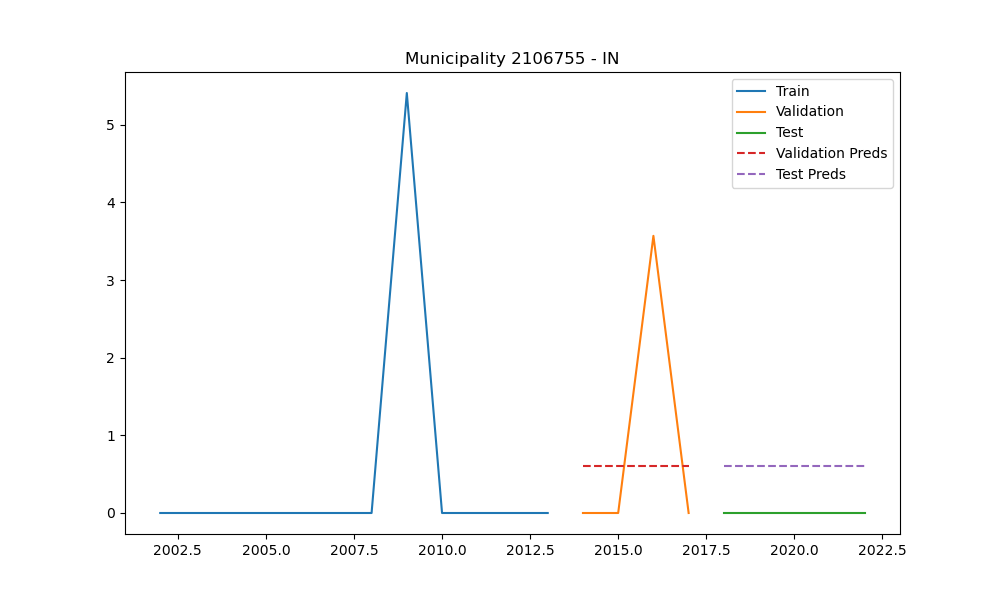 Municipality 2106755 - IN
Train
Validation
Test
Validation Preds
Test Preds
5
4
3
2
1
0
2002.5 2005.0 2007.5 2010.0 2012.5 2015.0 2017.5 2020.0 2022.5